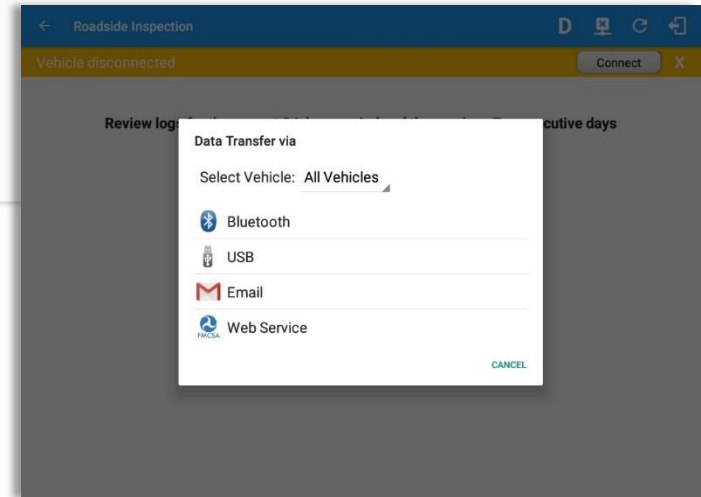 Roadside Inspection D
Vehicle disconnected Connect X
Review logs cutive days
Data Transfer via
Select Vehicle: All Vehicles
Bluetooth
USB
Email
FMCSA Web Service
CANCEL